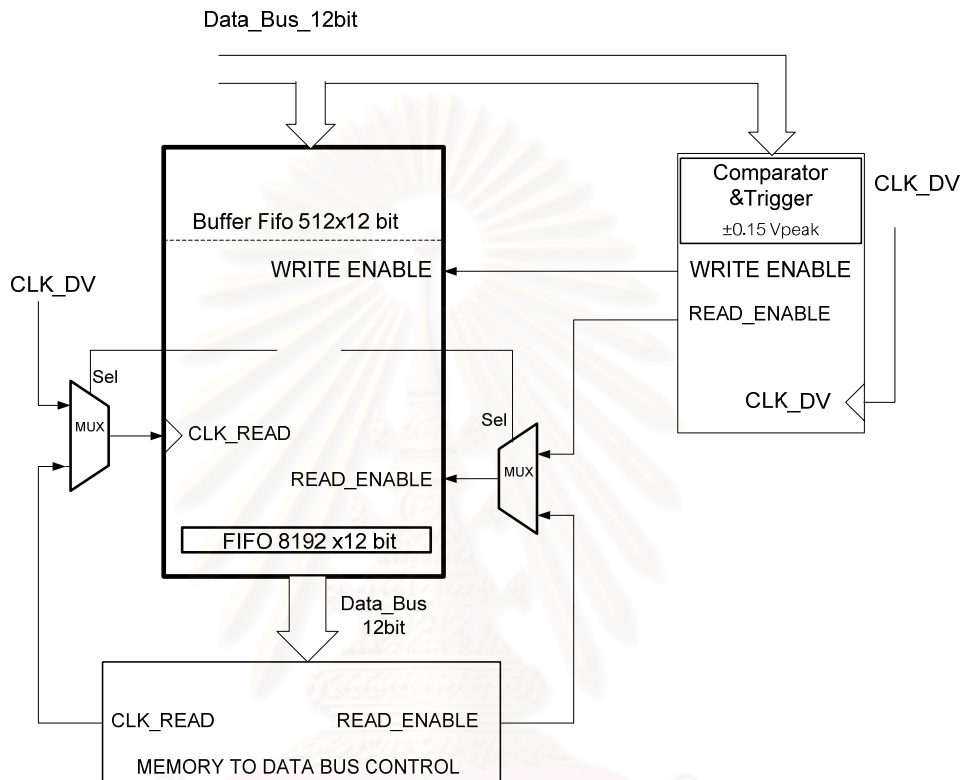 Data_Bus_12bit
Comparator
&Trigger
±0.15 Vpeak
CLK_DV
Buffer Fifo 512x12 bit
WRITE ENABLE
WRITE ENABLE
CLK_DV
READ_ENABLE
Sel
CLK_DV
Sel
MUX
CLK_READ
MUX
READ_ENABLE
FIFO 8192 x12 bit
Data_Bus
12bit
CLK_READ
READ_ENABLE
MEMORY TO DATA BUS CONTROL